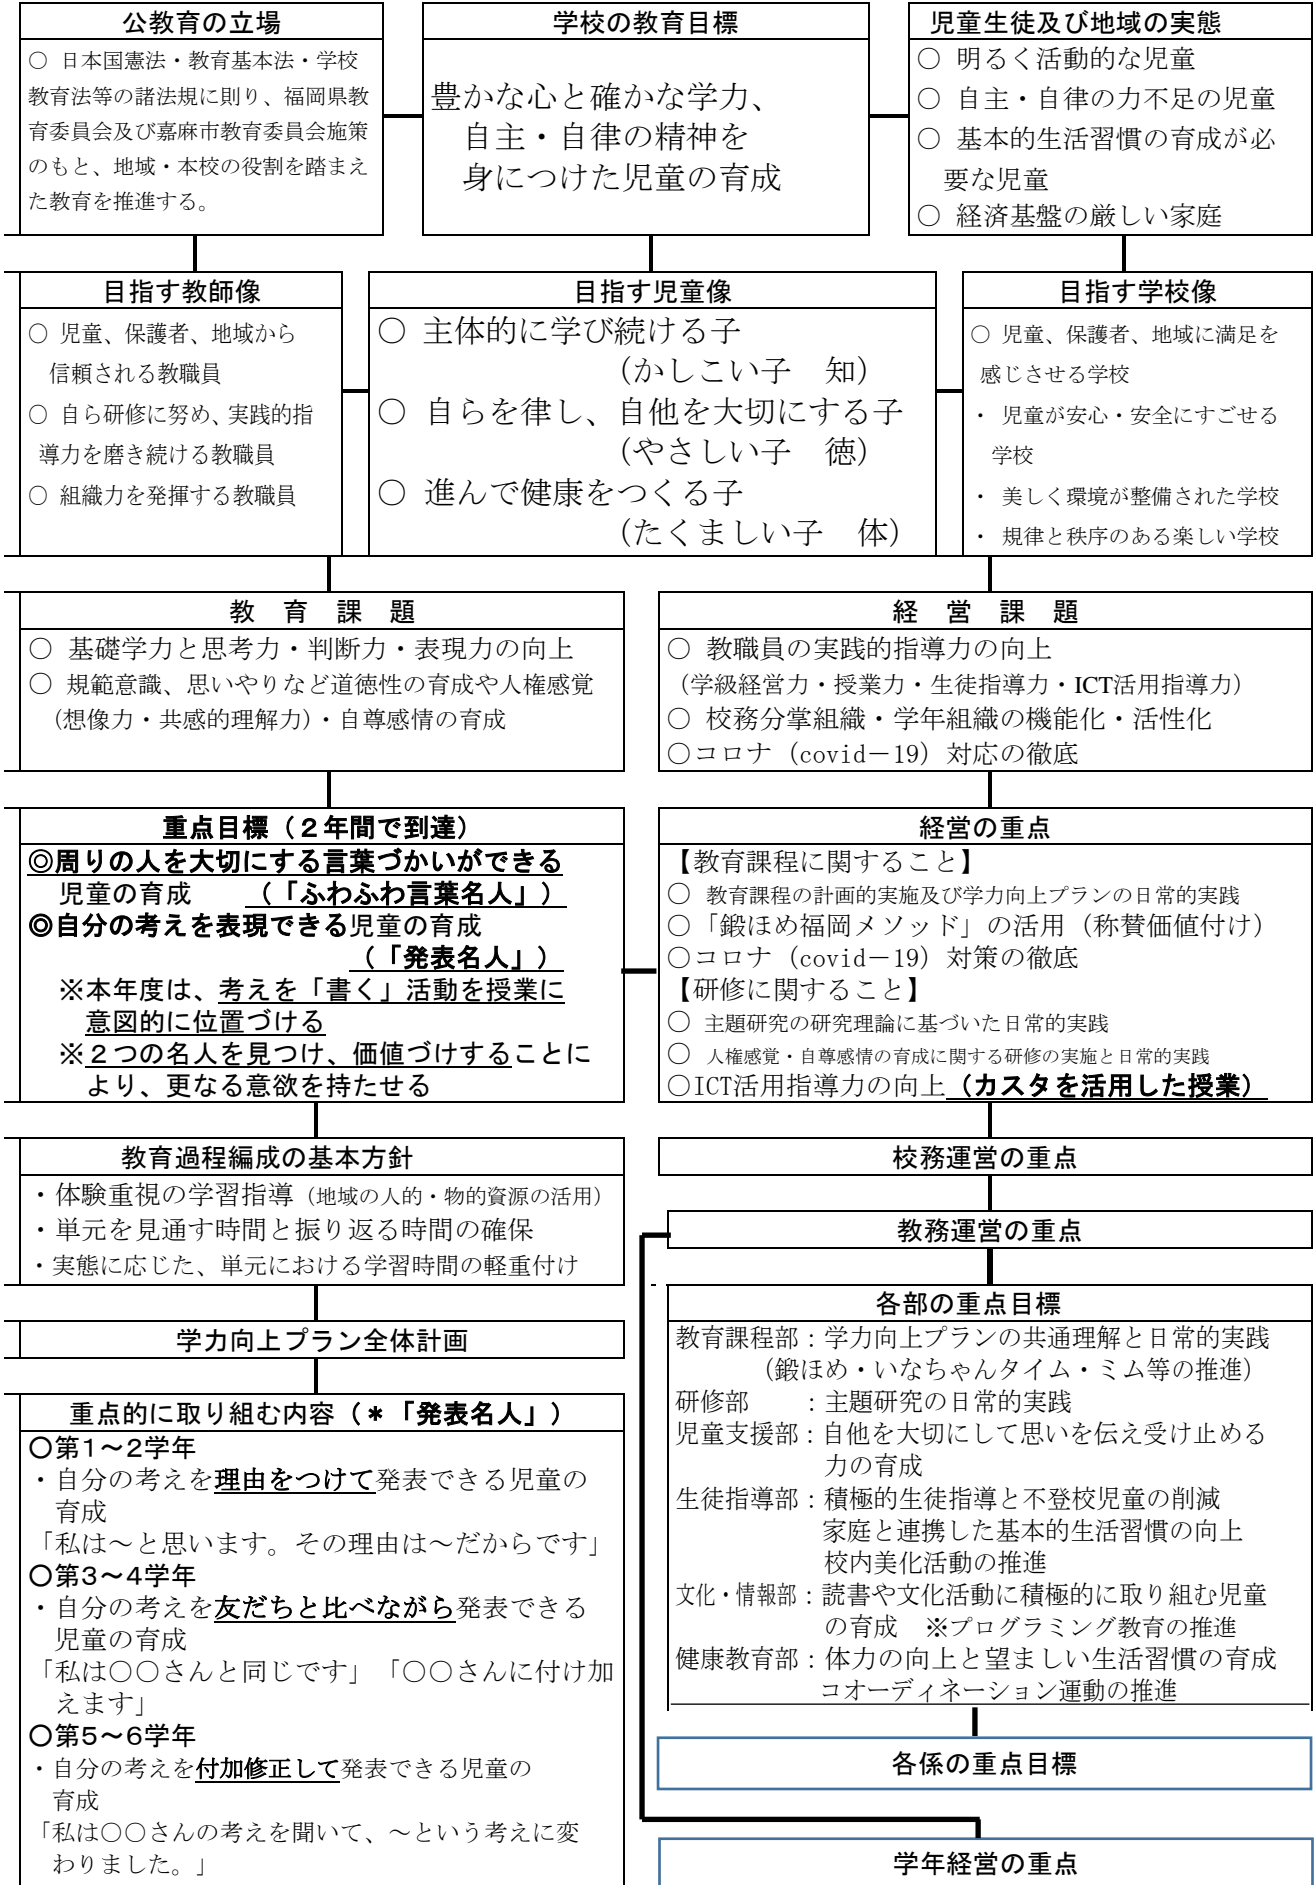 公教育の立場
○ 日本国憲法・教育基本法・学校
教育法等の諸法規に則り、福岡県教
育委員会及び嘉麻市教育委員会施策
のもと、地域・本校の役割を踏まえ
た教育を推進する。
学校の教育目標
豊かな心と確かな学力、
自主・自律の精神を
身につけた児童の育成
児童生徒及び地域の実態
○ 明るく活動的な児童
○ 自主・自律の力不足の児童
○ 基本的生活習慣の育成が必
要な児童
○ 経済基盤の厳しい家庭
目指す教師像
○ 児童、保護者、地域から
信頼される教職員
○ 自ら研修に努め、実践的指
導力を磨き続ける教職員
○ 組織力を発揮する教職員
目指す児童像
○ 主体的に学び続ける子
（かしこい子 知）
○ 自らを律し、自他を大切にする子
（やさしい子 徳）
○ 進んで健康をつくる子
（たくましい子 体）
目指す学校像
○ 児童、保護者、地域に満足を
感じさせる学校
・ 児童が安心・安全にすごせる
学校
・ 美しく環境が整備された学校
・ 規律と秩序のある楽しい学校
教 育 課 題
○ 基礎学力と思考力・判断力・表現力の向上
○ 規範意識、思いやりなど道徳性の育成や人権感覚
（想像力・共感的理解力）・自尊感情の育成
経 営 課 題
○ 教職員の実践的指導力の向上
（学級経営力・授業力・生徒指導力・ICT活用指導力）
○ 校務分掌組織・学年組織の機能化・活性化
○コロナ（covid－19）対応の徹底
重点目標（２年間で到達）
◎周りの人を大切にする言葉づかいができる
児童の育成 （「ふわふわ言葉名人」）
◎自分の考えを表現できる児童の育成
（「発表名人」）
※本年度は、考えを「書く」活動を授業に
意図的に位置づける
※２つの名人を見つけ、価値づけすることに
より、更なる意欲を持たせる
経営の重点
【教育課程に関すること】
○ 教育課程の計画的実施及び学力向上プランの日常的実践
○「鍛ほめ福岡メソッド」の活用（称賛価値付け）
○コロナ（covid－19）対策の徹底
【研修に関すること】
○ 主題研究の研究理論に基づいた日常的実践
○ 人権感覚・自尊感情の育成に関する研修の実施と日常的実践
○ICT活用指導力の向上（カスタを活用した授業）
教育過程編成の基本方針
・体験重視の学習指導（地域の人的・物的資源の活用）
・単元を見通す時間と振り返る時間の確保
・実態に応じた、単元における学習時間の軽重付け
学力向上プラン全体計画
重点的に取り組む内容（＊「発表名人」）
○第1～2学年
・自分の考えを理由をつけて発表できる児童の
育成
「私は～と思います。その理由は～だからです」
○第3～4学年
・自分の考えを友だちと比べながら発表できる
児童の育成
「私は○○さんと同じです」「○○さんに付け加
えます」
○第5～6学年
・自分の考えを付加修正して発表できる児童の
育成
「私は○○さんの考えを聞いて、～という考えに変
わりました。」
校務運営の重点
教務運営の重点
各部の重点目標
教育課程部：学力向上プランの共通理解と日常的実践
（鍛ほめ・いなちゃんタイム・ミム等の推進）
研修部 ：主題研究の日常的実践
児童支援部：自他を大切にして思いを伝え受け止める
力の育成
生徒指導部：積極的生徒指導と不登校児童の削減
家庭と連携した基本的生活習慣の向上
校内美化活動の推進
文化・情報部：読書や文化活動に積極的に取り組む児童
の育成 ※プログラミング教育の推進
健康教育部：体力の向上と望ましい生活習慣の育成
コオーディネーション運動の推進
各係の重点目標
学年経営の重点